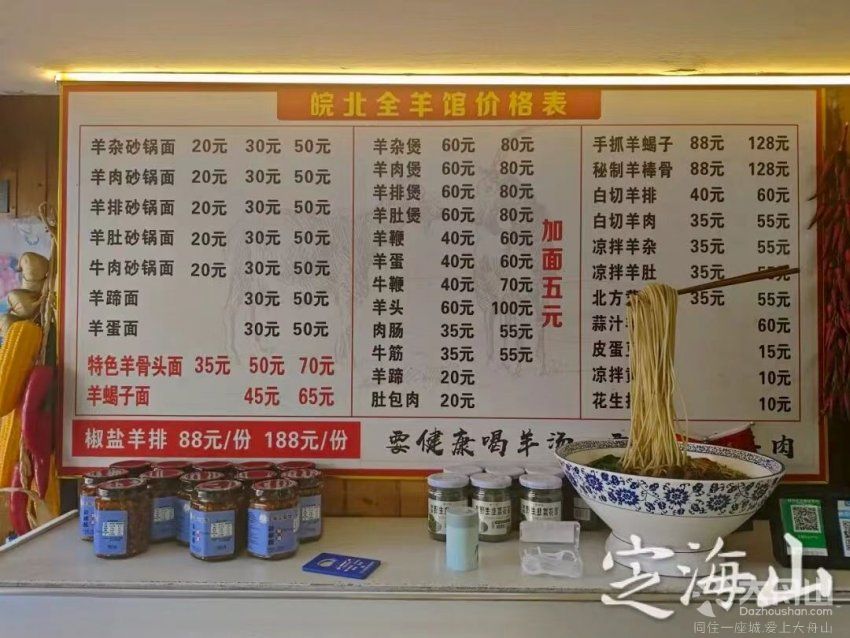 皖北全羊馆价格表
羊杂砂锅面 20元 30元 50元
羊肉砂锅面 20元 30元 50元
羊排砂锅面 20元 30元 50元
羊肚砂锅面 20元 30元 50元
牛肉砂锅面 20元 30元 50元
羊蹄面 30元 50元
羊蛋面 30元 50元
特色羊骨头面 35元 50元 70元
羊蝎子面 45元 65元
羊杂煲 60元 80元
羊肉煲 60元 80元
羊排煲 60元 80元
羊肚煲 60元 80元
羊鞭 40元 60元
羊蛋 40元 60元
牛鞭 40元 70元
羊头 60元 100元
肉肠 35元 55元
牛筋 35元 55元
羊蹄 20元
肚包肉 20元
加面五元
手抓羊蝎子 88元 128元
秘制羊棒骨 88元 128元
白切羊排 40元 60元
白切羊肉 35元 55元
凉拌羊杂 35元 55元
凉拌羊肚 35元
北方 35元 55元
蒜汁 60元
皮蛋 15元
凉拌 10元
花生 10元
椒盐羊排 88元/份 188元/份
要健康喝羊汤 肉
定海山
大舟山
Dazhoushan.com
同住一座城.爱上大舟山